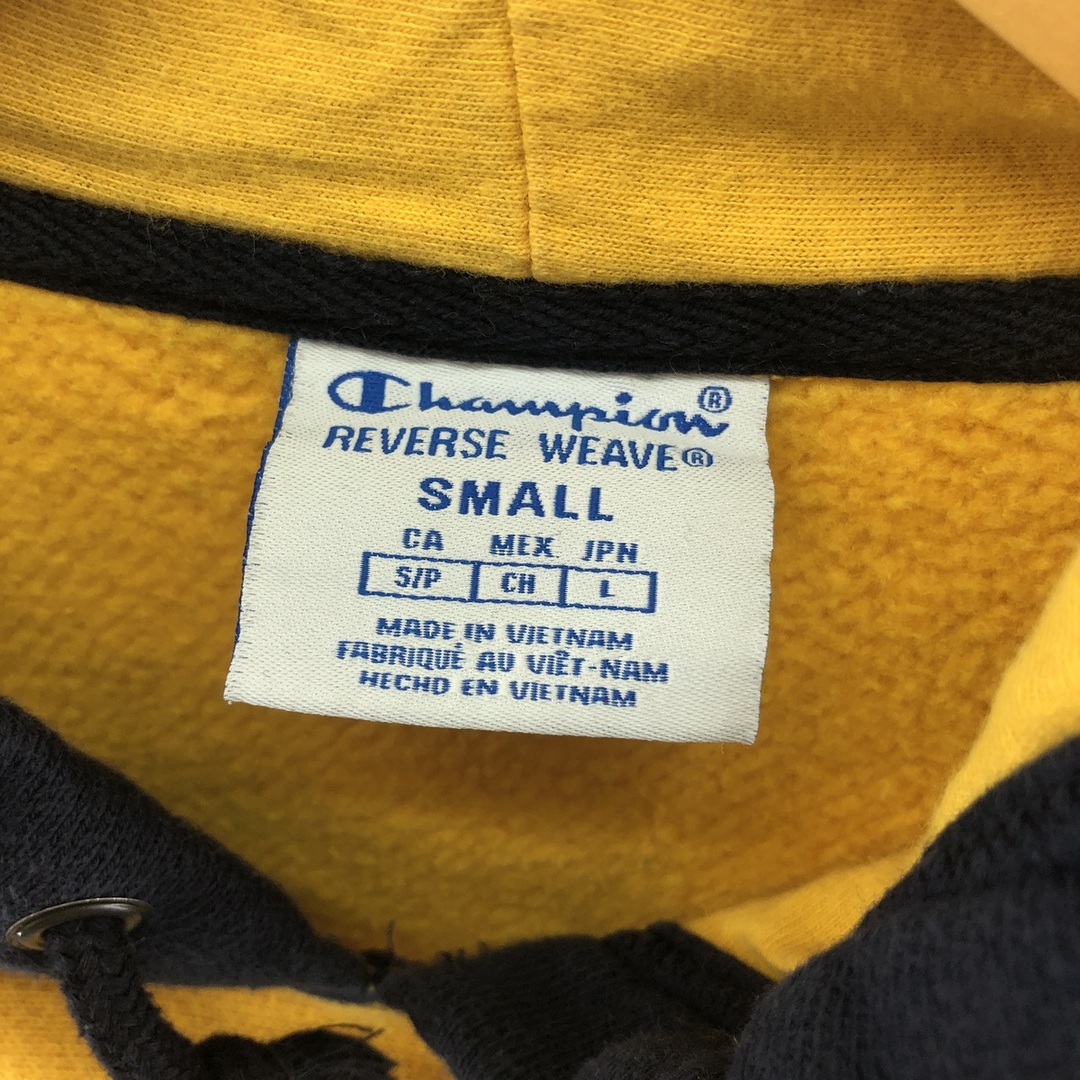 Champion®
REVERSE WEAVE®
SMALL
CA MEX JPN
S/P CH L
MADE IN VIETNAM
FABRIQUÉ AU VIÊT-NAM
HECHO EN VIETNAM